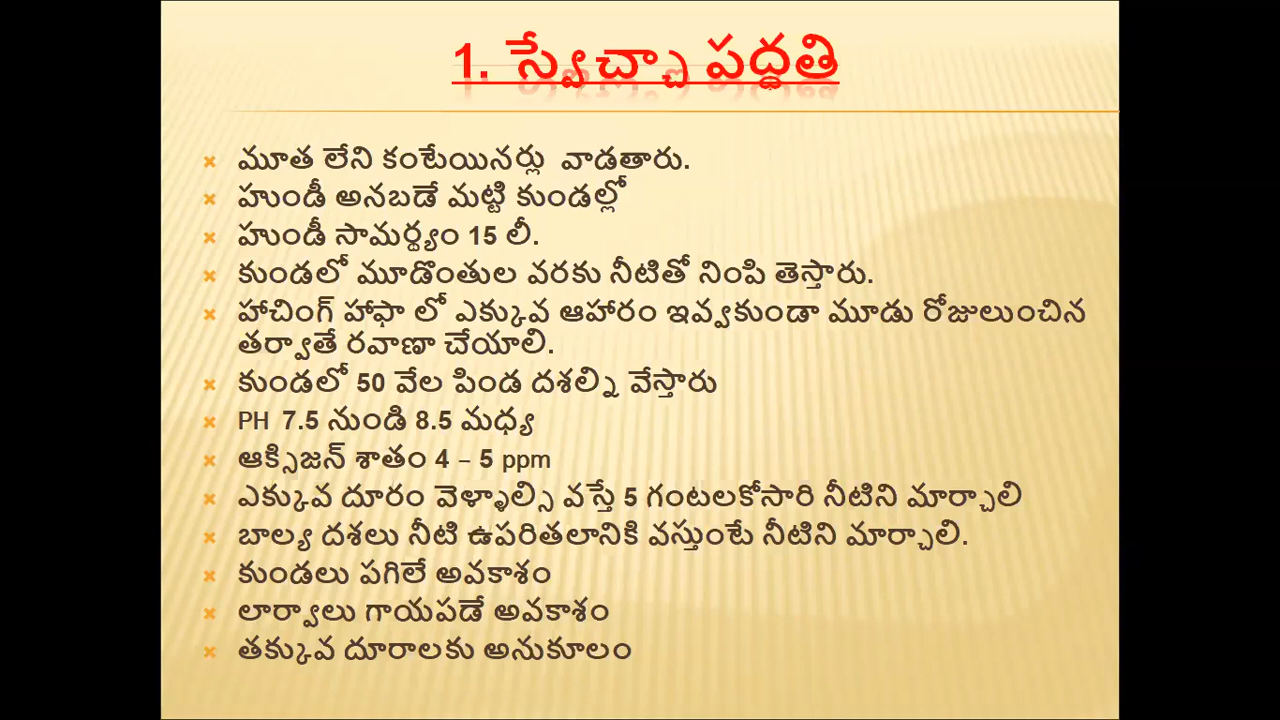 1. స్వేచ్చా పద్ధతి
మూత లేని కంటేయినర్లు వాడతారు.
హుండీ అనబడే మట్టి కుండల్లో
హుండీ సామర్థ్యం 15 లీ.
కుండలో మూడొంతుల వరకు నీటితో నింపి తెస్తారు.
హాచింగ్ హాఫా లో ఎక్కువ ఆహారం ఇవ్వకుండా మూడు రోజులుంచిన
తర్వాతే రవాణా చేయాలి.
కుండలో 50 వేల పిండ దశల్ని వేస్తారు
PH 7.5 నుండి 8.5 మధ్య
ఆక్సిజన్ శాతం 4 – 5 ppm
ఎక్కువ దూరం వెళ్ళాల్సి వస్తే 5 గంటలకోసారి నీటిని మార్చాలి
బాల్య దశలు నీటి ఉపరితలానికి వస్తుంటే నీటిని మార్చాలి.
కుండలు పగిలే అవకాశం
లార్వాలు గాయపడే అవకాశం
తక్కువ దూరాలకు అనుకూలం